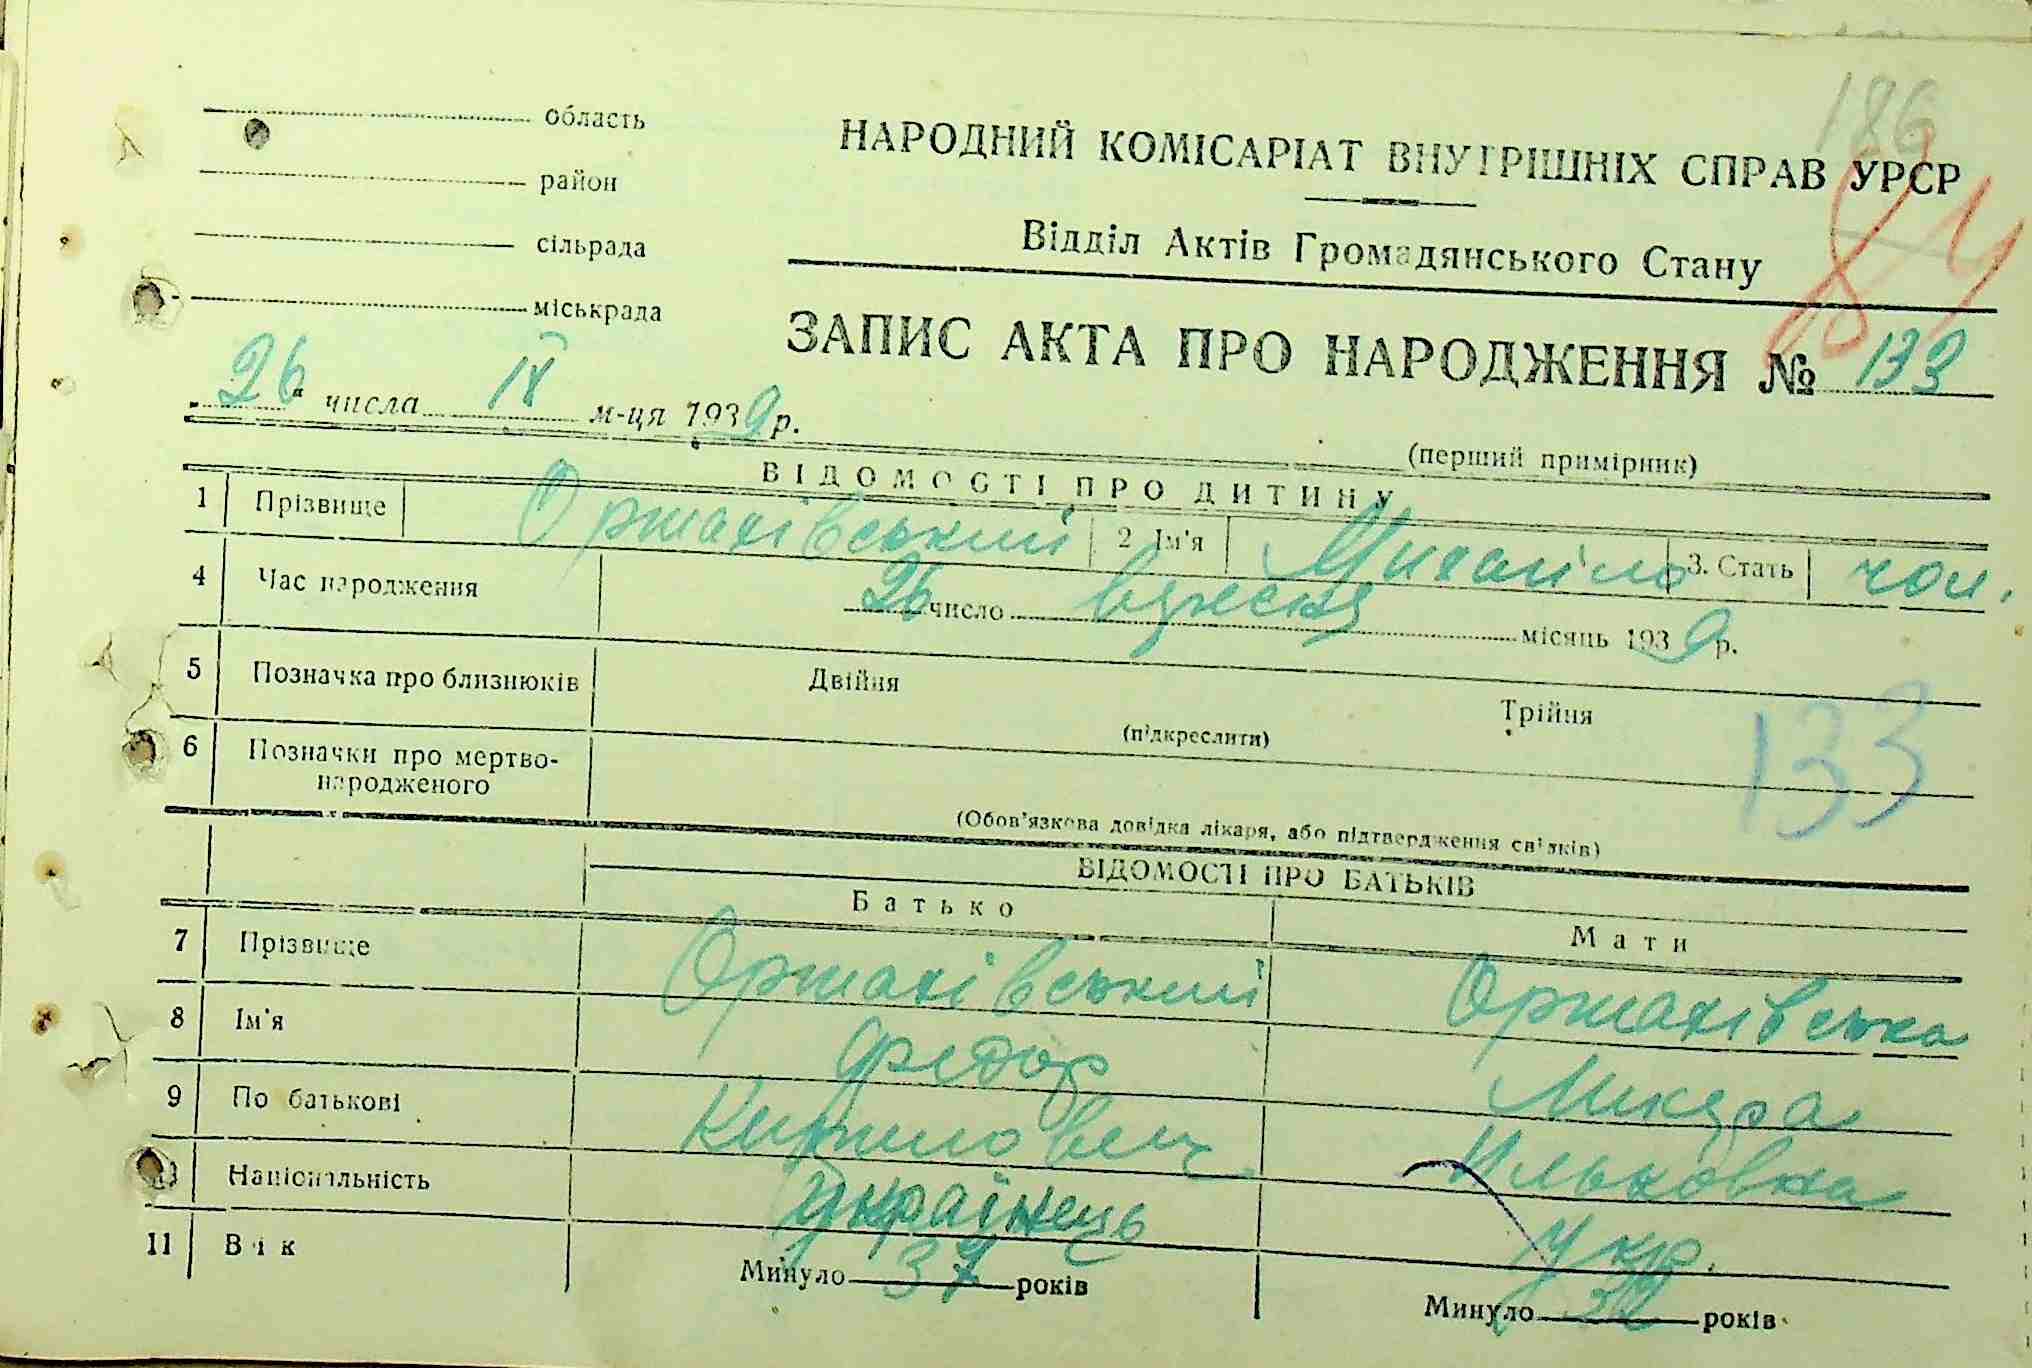 186
84
область
район
сільрада
міськрада
НАРОДНИЙ КОМІСАРІАТ ВНУТРІШНІХ СПРАВ УРСР
Відділ Актів Громадянського Стану
ЗАПИС АКТА ПРО НАРОДЖЕННЯ № 133
"26" числа IX м-ця 1939 р.
(перший примірник)
ВІДОМОСТІ ПРО ДИТИНУ
1 Прізвище Оржахівський 2 Ім'я Михайло 3. Стать чол.
4 Час народження 26 число вересня місяць 1939 р.
5 Позначка про близнюків Двійня Трійня
(підкреслити)
6 Позначки про мертво-
народженого
133
(Обов'язкова довідка лікаря, або підтвердження свідків)
ВІДОМОСТІ ПРО БАТЬКІВ
Батько Мати
7 Прізвище Оржахівський Оржахівська
8 Ім'я Федор
9 По батькові Кирилович Ильковна
10 Національність Українець Укр.
11 Вік Минуло 37 років Минуло років